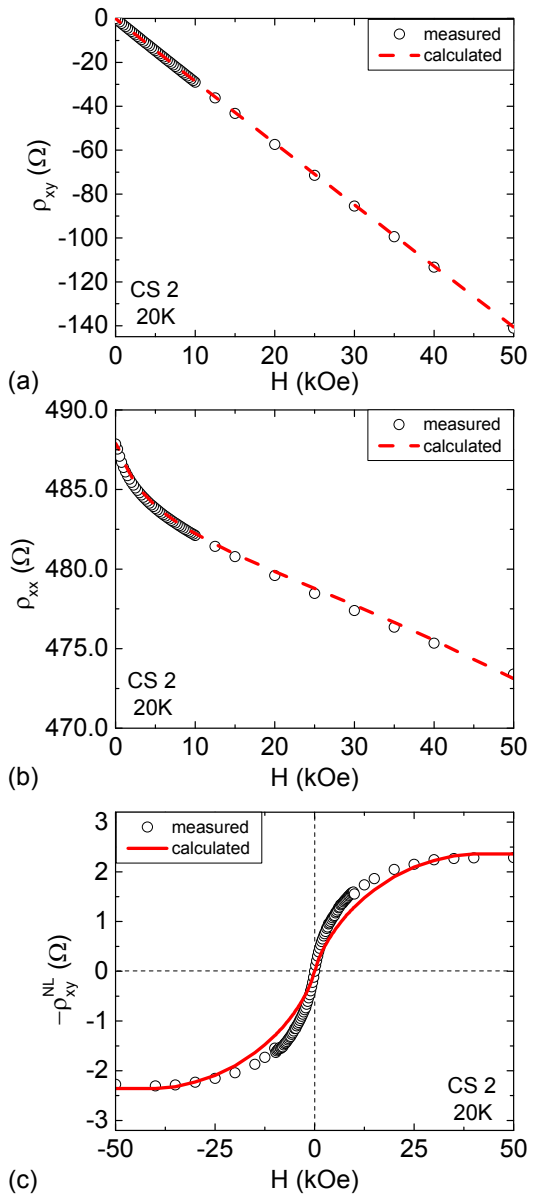 0
-20
-40
-60
-80
-100
-120
-140
ρxy (Ω)
measured
calculated
CS 2
20K
0 10 20 30 40 50
(a) H (kOe)
490.0
485.0
480.0
475.0
470.0
ρxx (Ω)
measured
calculated
CS 2
20K
0 10 20 30 40 50
(b) H (kOe)
3
2
1
0
-1
-2
-3
−ρxy^NL (Ω)
measured
calculated
CS 2
20K
-50 -25 0 25 50
(c) H (kOe)